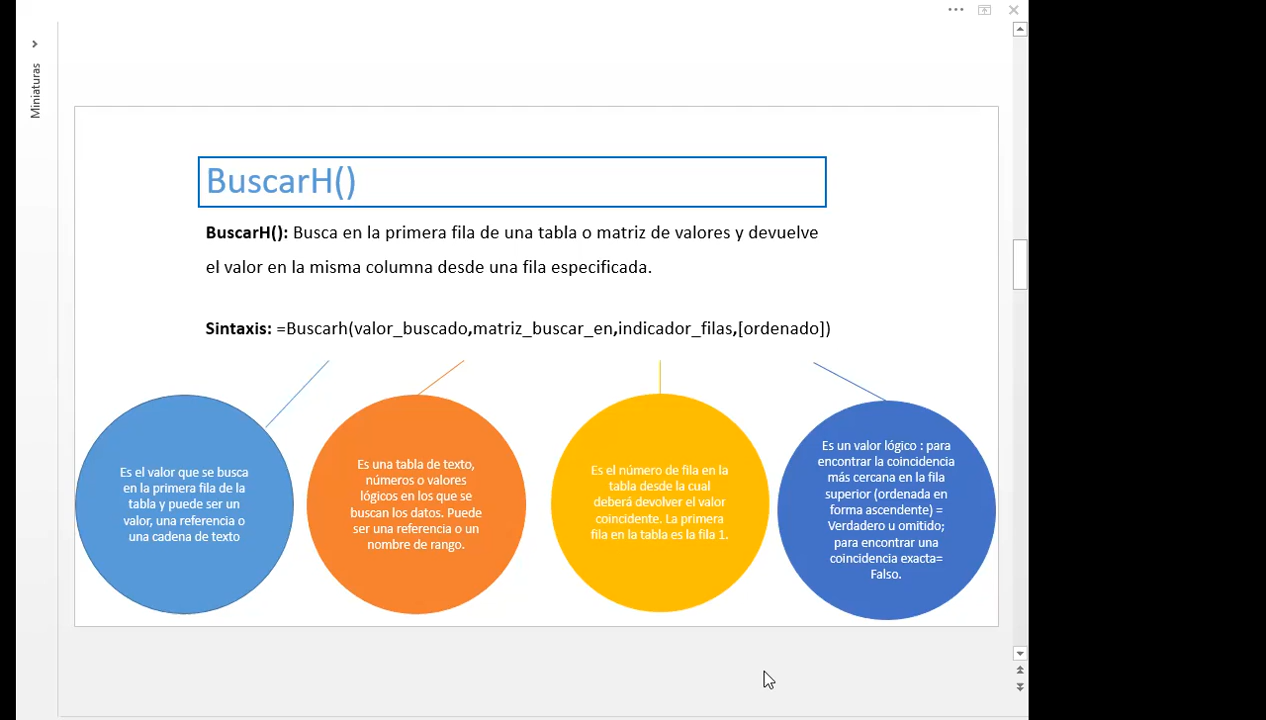 Miniaturas
BuscarH()
BuscarH(): Busca en la primera fila de una tabla o matriz de valores y devuelve
el valor en la misma columna desde una fila especificada.
Sintaxis: =Buscarh(valor_buscado,matriz_buscar_en,indicador_filas,[ordenado])
Es el valor que se busca
en la primera fila de la
tabla y puede ser un
valor, una referencia o
una cadena de texto
Es una tabla de texto,
números o valores
lógicos en los que se
buscan los datos. Puede
ser una referencia o un
nombre de rango.
Es el número de fila en la
tabla desde la cual
deberá devolver el valor
coincidente. La primera
fila en la tabla es la fila 1.
Es un valor lógico : para
encontrar la coincidencia
más cercana en la fila
superior (ordenada en
forma ascendente) =
Verdadero u omitido;
para encontrar una
coincidencia exacta=
Falso.